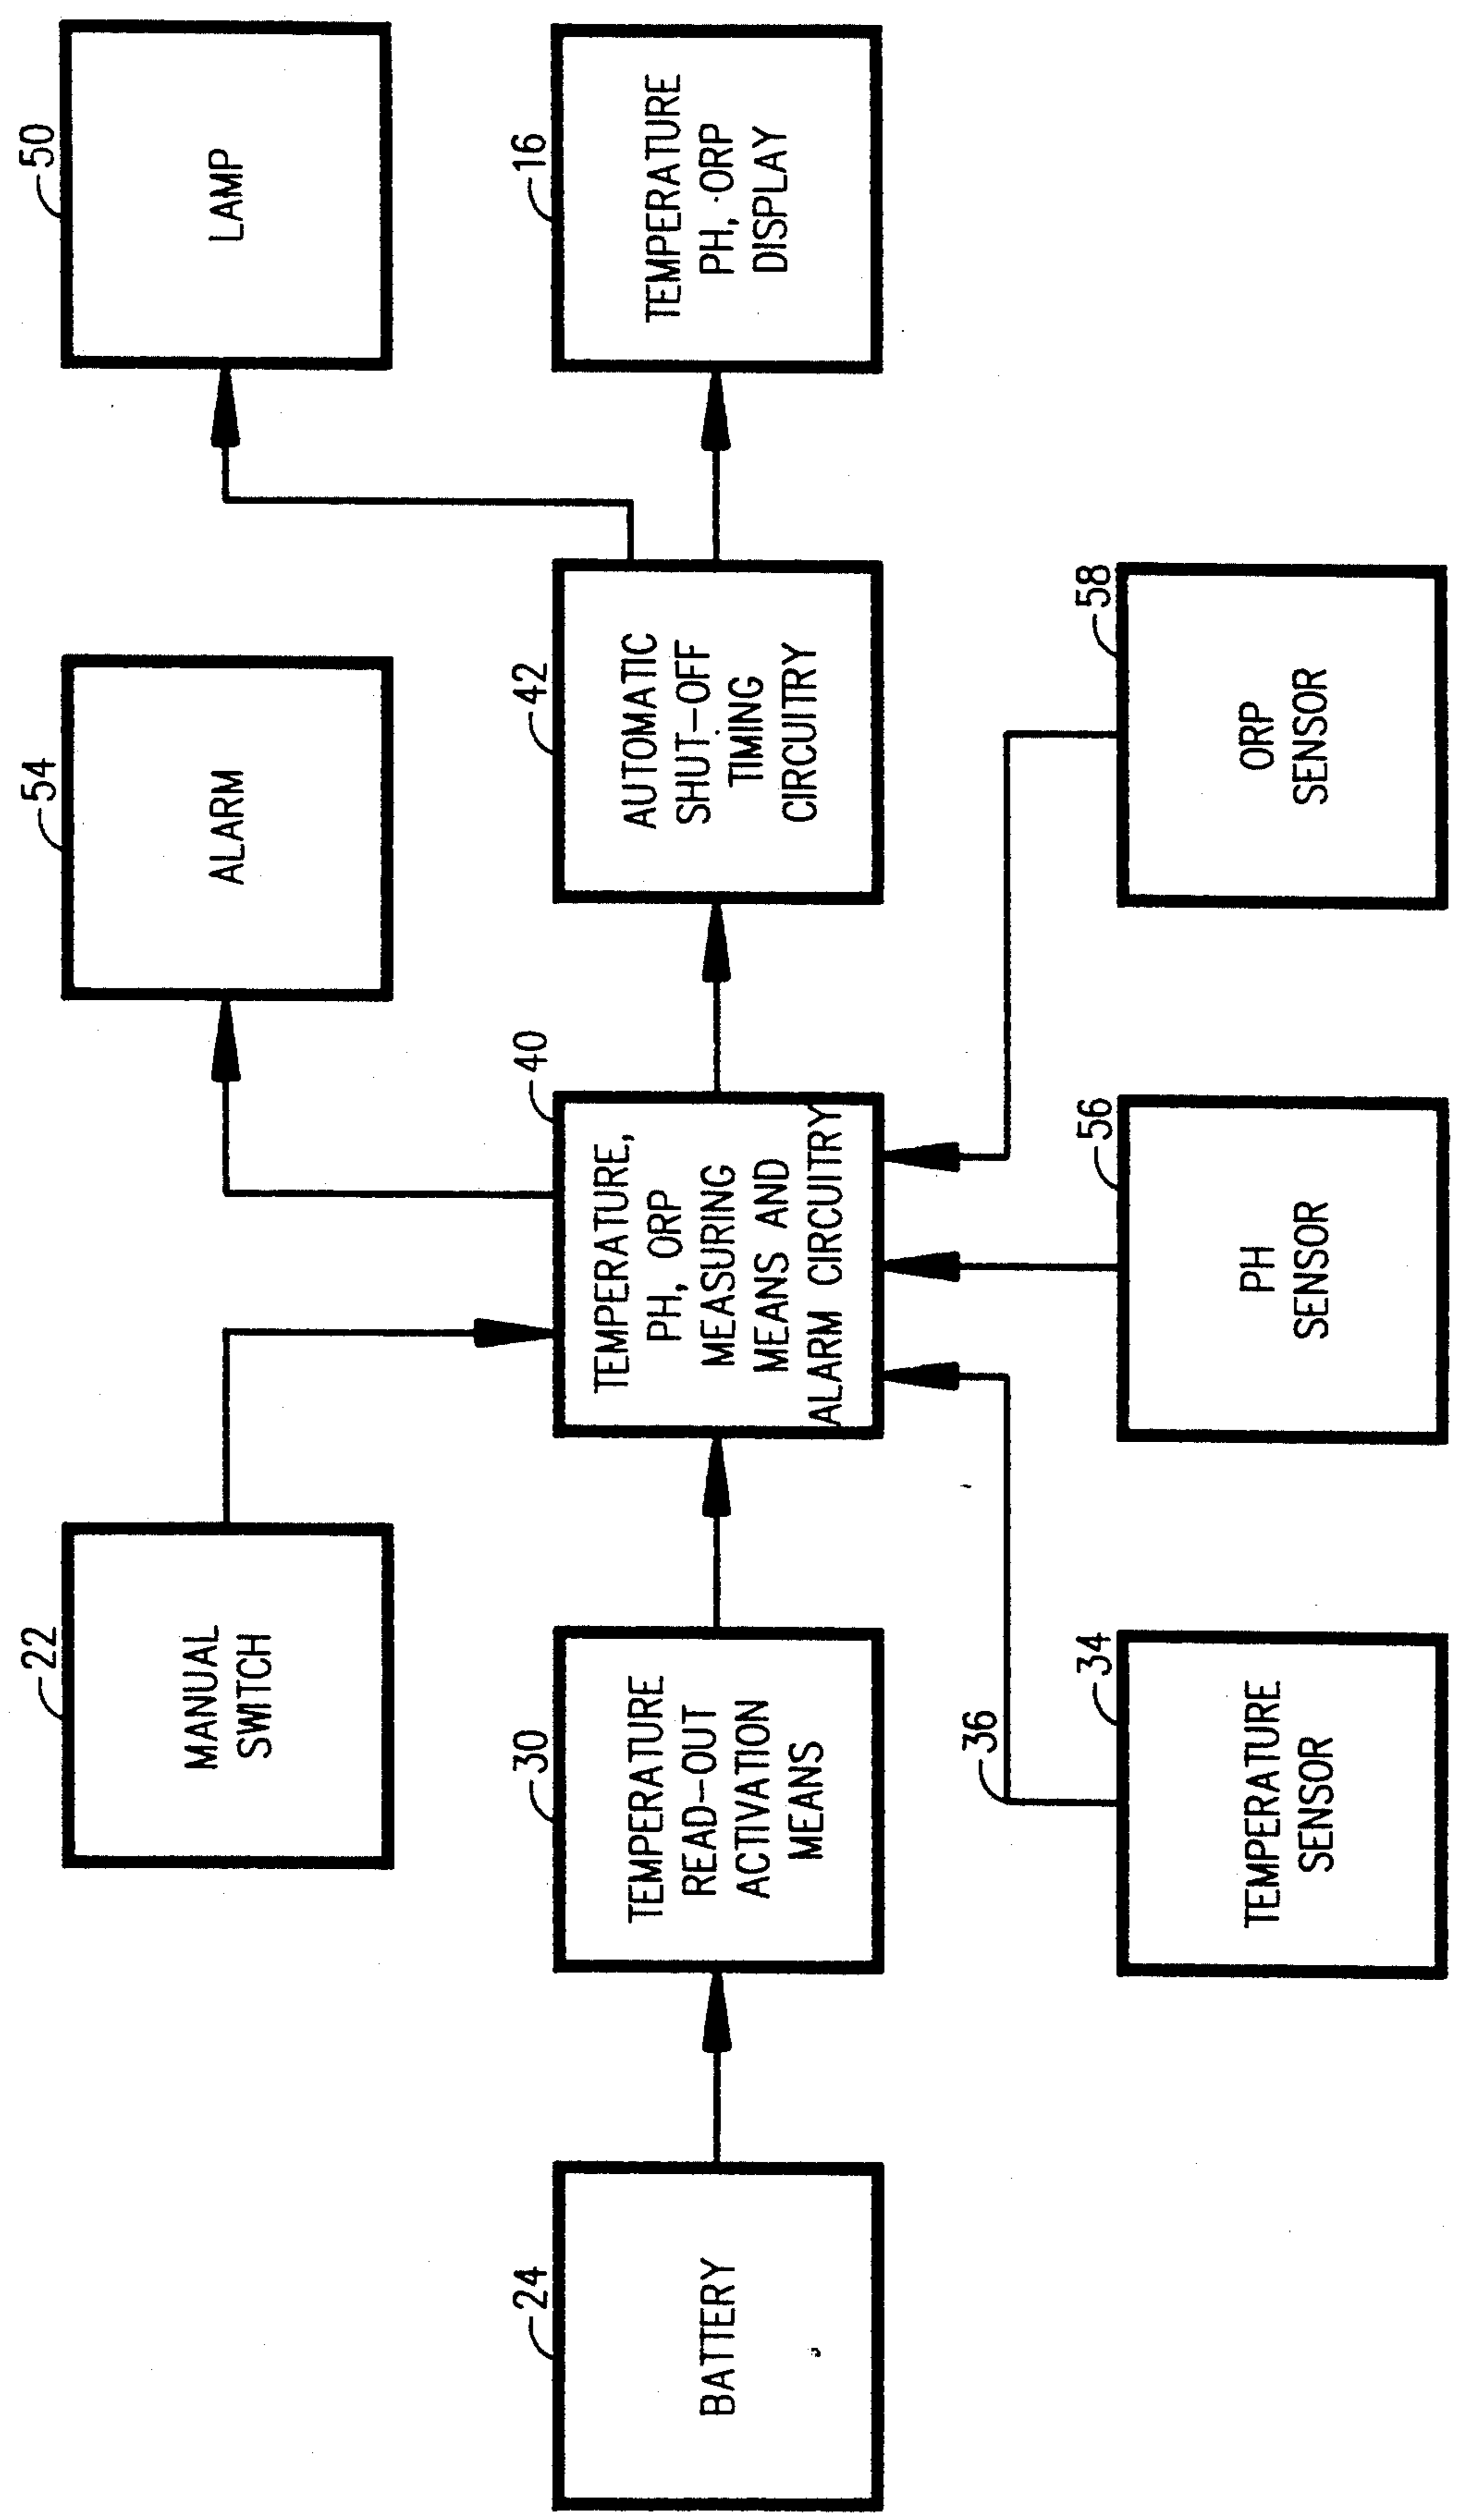 22
MANUAL
SWITCH
54
ALARM
50
LAMP
24
BATTERY
30
TEMPERATURE
READ-OUT
ACTIVATION
MEANS
40
TEMPERATURE,
PH, ORP
MEASURING
MEANS AND
ALARM CIRCUITRY
42
AUTOMATIC
SHUT-OFF
TIMING
CIRCUITRY
16
TEMPERATURE
PH, ORP
DISPLAY
36
34
TEMPERATURE
SENSOR
56
PH
SENSOR
58
ORP
SENSOR